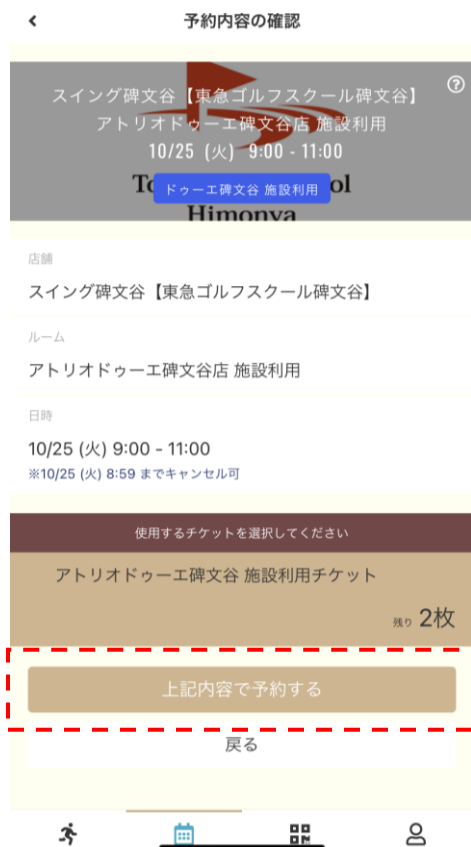 予約内容の確認
スイング碑文谷【東急ゴルフスクール碑文谷】
アトリオドゥーエ碑文谷店 施設利用
10/25 (火) 9:00 - 11:00
ドゥーエ碑文谷 施設利用
Himonya
店舗
スイング碑文谷【東急ゴルフスクール碑文谷】
ルーム
アトリオドゥーエ碑文谷店 施設利用
日時
10/25 (火) 9:00 - 11:00
※10/25 (火) 8:59 までキャンセル可
使用するチケットを選択してください
アトリオドゥーエ碑文谷 施設利用チケット
残り 2枚
上記内容で予約する
戻る